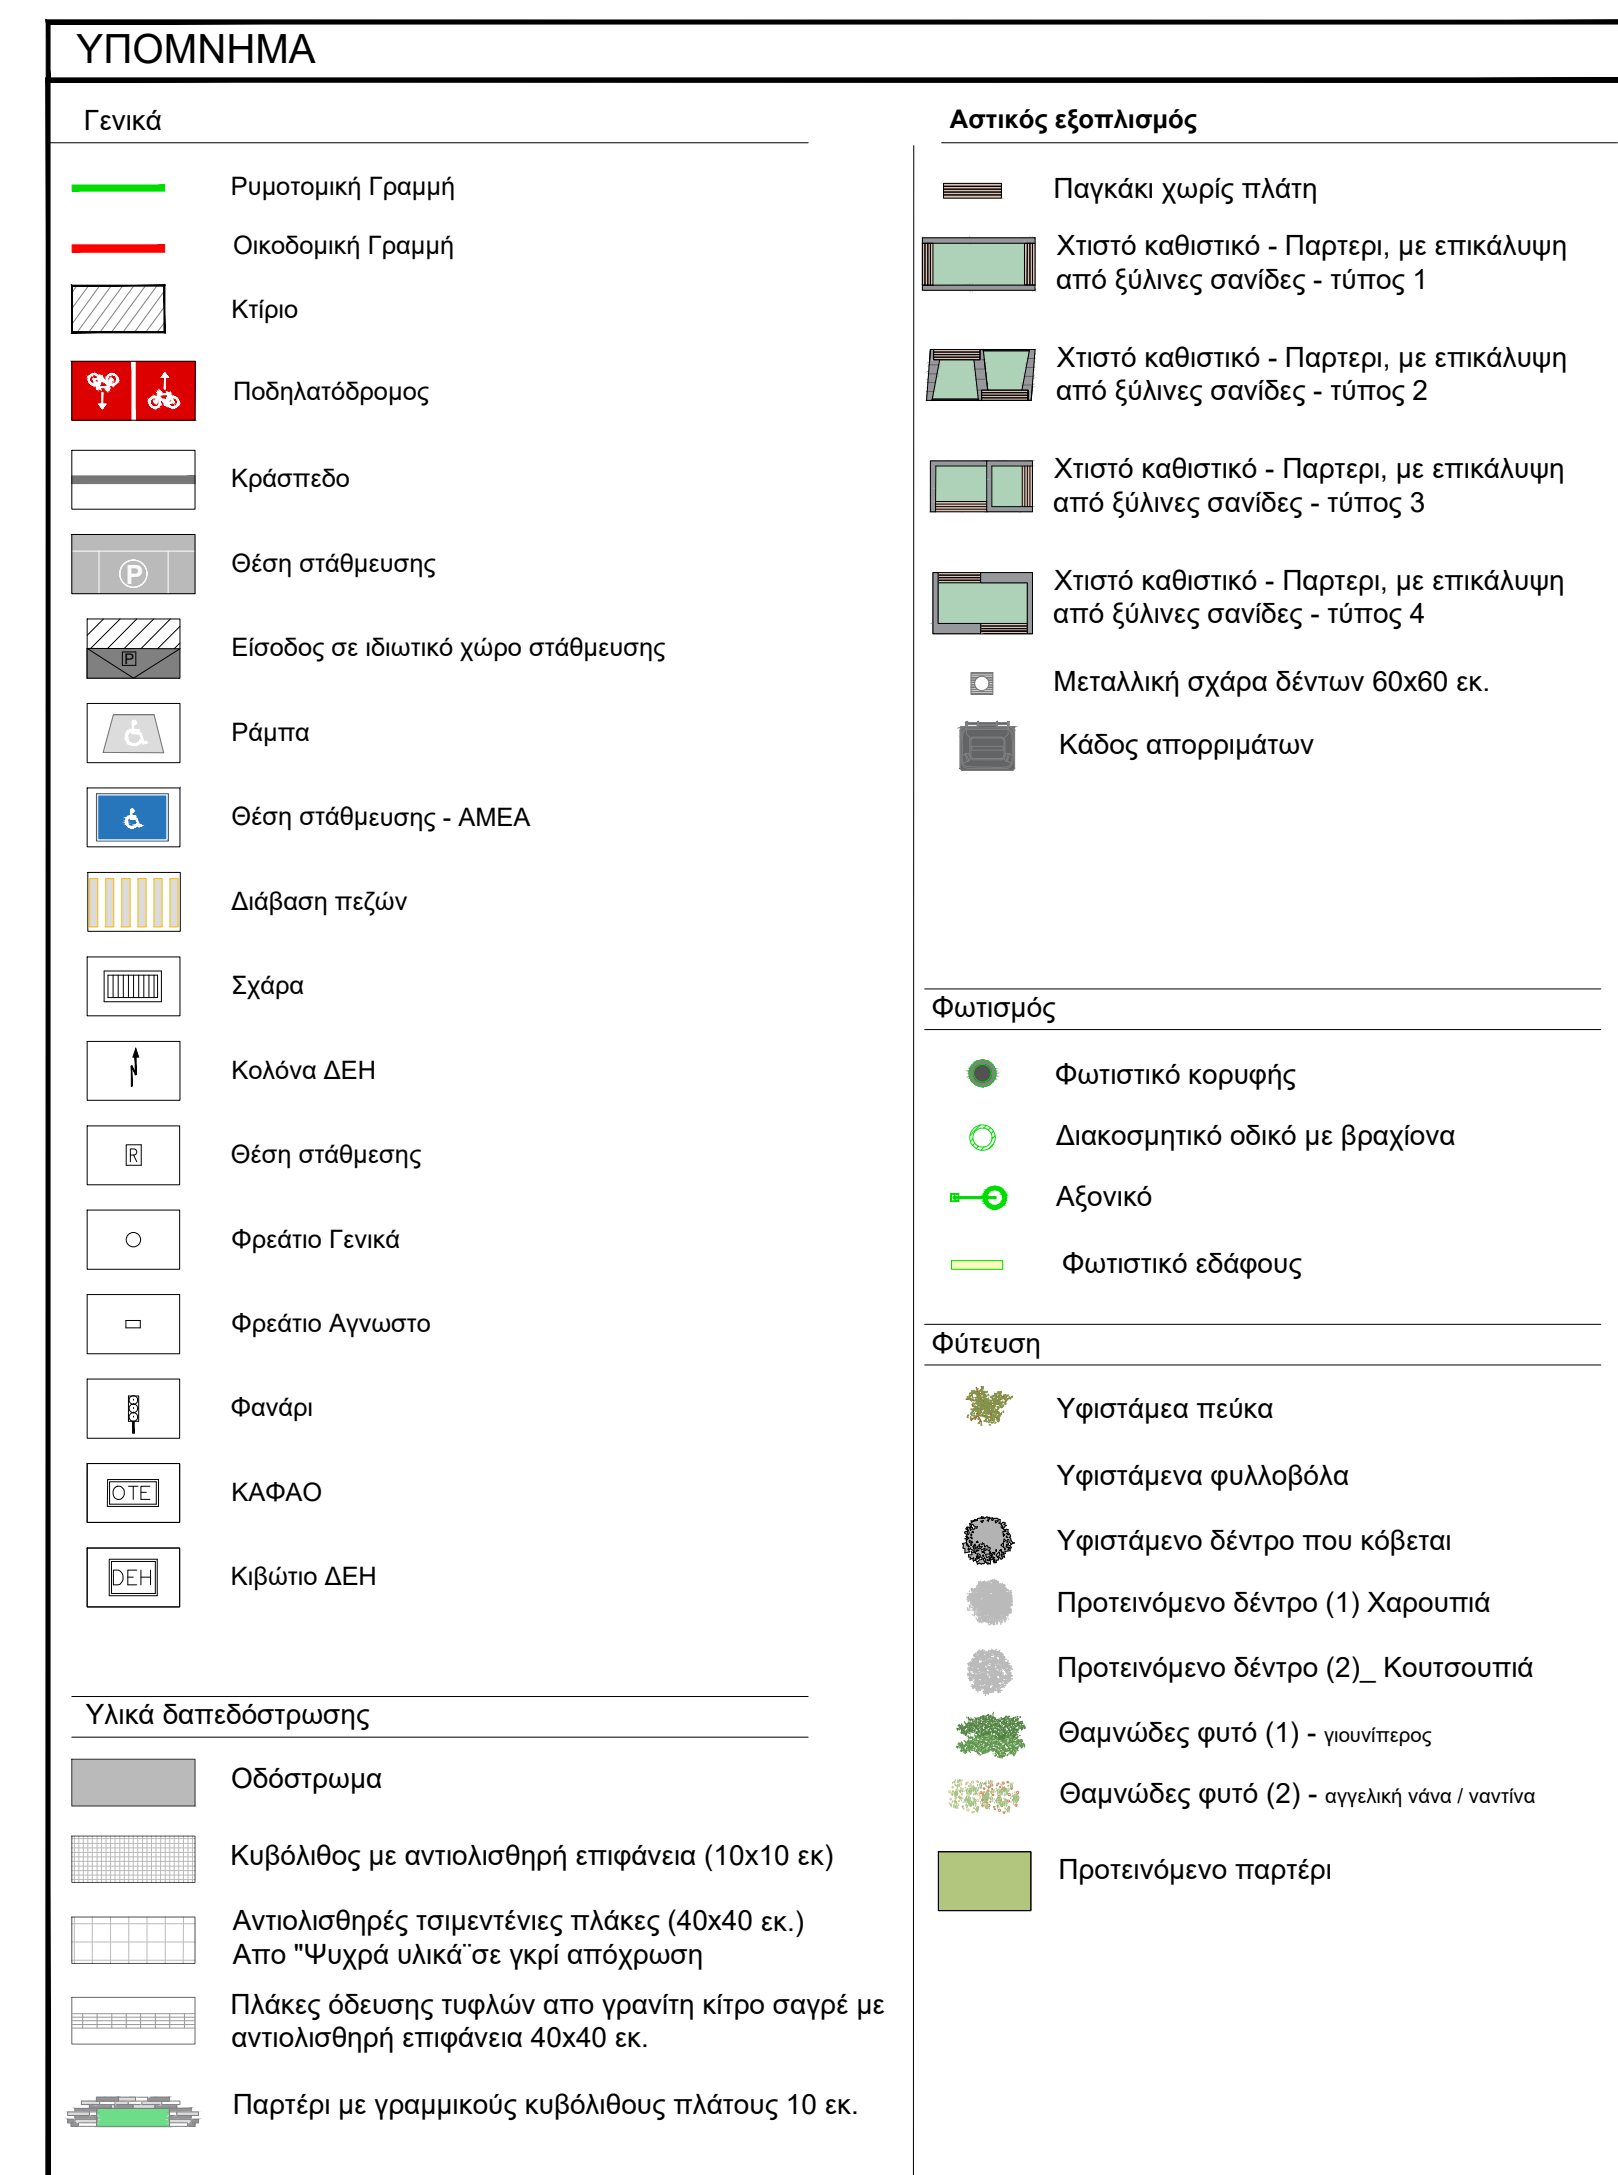 ΥΠΟΜΝΗΜΑ
Γενικά
Ρυμοτομική Γραμμή
Οικοδομική Γραμμή
Κτίριο
Ποδηλατόδρομος
Κράσπεδο
P
Θέση στάθμευσης
P
Είσοδος σε ιδιωτικό χώρο στάθμευσης
Ράμπα
Θέση στάθμευσης - ΑΜΕΑ
Διάβαση πεζών
Σχάρα
Κολόνα ΔΕΗ
R
Θέση στάθμεσης
Φρεάτιο Γενικά
Φρεάτιο Αγνωστο
Φανάρι
OTE
ΚΑΦΑΟ
DEH
Κιβώτιο ΔΕΗ
Υλικά δαπεδόστρωσης
Οδόστρωμα
Κυβόλιθος με αντιολισθηρή επιφάνεια (10x10 εκ)
Αντιολισθηρές τσιμεντένιες πλάκες (40x40 εκ.)
Απο "Ψυχρά υλικά¨σε γκρί απόχρωση
Πλάκες όδευσης τυφλών απο γρανίτη κίτρο σαγρέ με
αντιολισθηρή επιφάνεια 40x40 εκ.
Παρτέρι με γραμμικούς κυβόλιθους πλάτους 10 εκ.
Αστικός εξοπλισμός
Παγκάκι χωρίς πλάτη
Χτιστό καθιστικό - Παρτερι, με επικάλυψη
από ξύλινες σανίδες - τύπος 1
Χτιστό καθιστικό - Παρτερι, με επικάλυψη
από ξύλινες σανίδες - τύπος 2
Χτιστό καθιστικό - Παρτερι, με επικάλυψη
από ξύλινες σανίδες - τύπος 3
Χτιστό καθιστικό - Παρτερι, με επικάλυψη
από ξύλινες σανίδες - τύπος 4
Μεταλλική σχάρα δέντων 60x60 εκ.
Κάδος απορριμάτων
Φωτισμός
Φωτιστικό κορυφής
Διακοσμητικό οδικό με βραχίονα
Αξονικό
Φωτιστικό εδάφους
Φύτευση
Υφιστάμεα πεύκα
Υφιστάμενα φυλλοβόλα
Υφιστάμενο δέντρο που κόβεται
Προτεινόμενο δέντρο (1) Χαρουπιά
Προτεινόμενο δέντρο (2)_ Κουτσουπιά
Θαμνώδες φυτό (1) - γιουνίπερος
Θαμνώδες φυτό (2) - αγγελική νάνα / ναντίνα
Προτεινόμενο παρτέρι